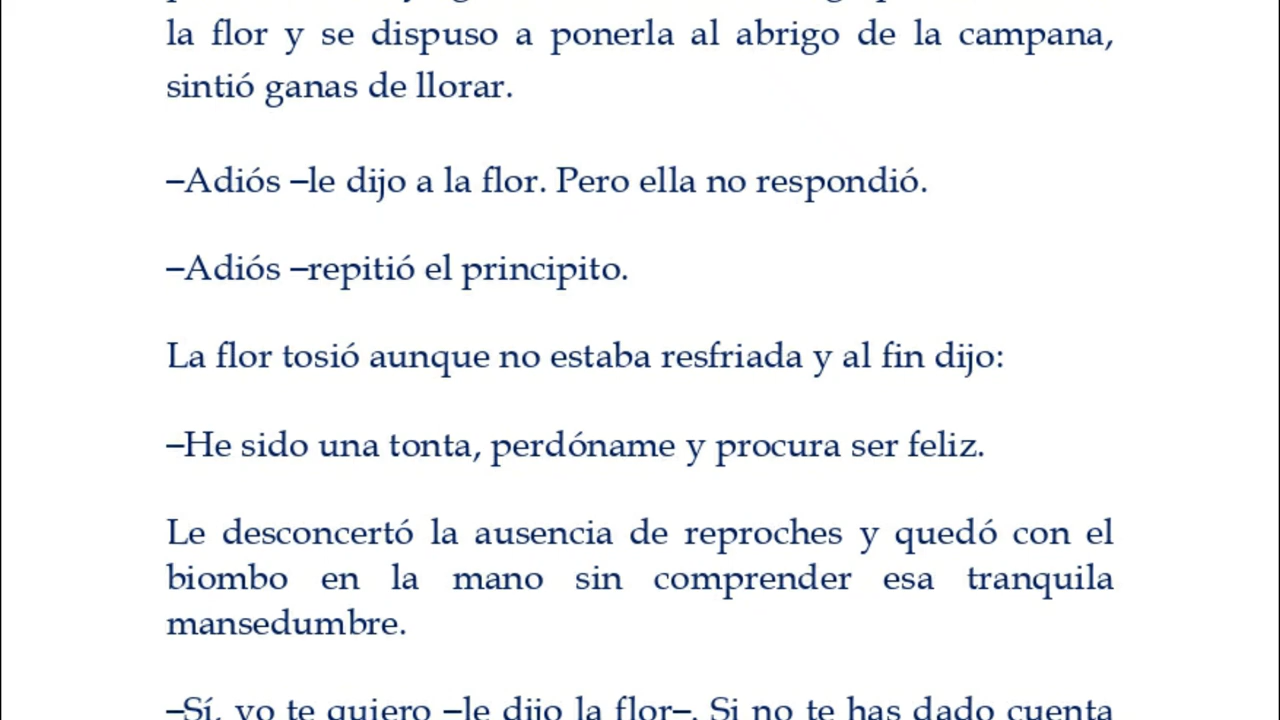 la flor y se dispuso a ponerla al abrigo de la campana,
sintió ganas de llorar.
–Adiós –le dijo a la flor. Pero ella no respondió.
–Adiós –repitió el principito.
La flor tosió aunque no estaba resfriada y al fin dijo:
–He sido una tonta, perdóname y procura ser feliz.
Le desconcertó la ausencia de reproches y quedó con el
biombo en la mano sin comprender esa tranquila
mansedumbre.
–Sí, yo te quiero –le dijo la flor–. Si no te has dado cuenta